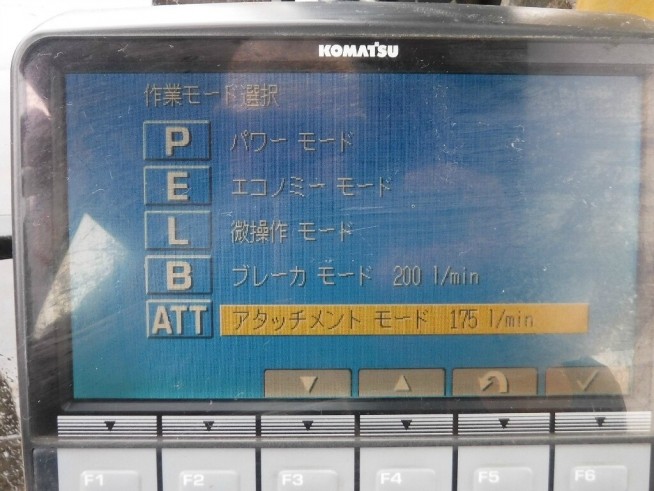 KOMATSU
作業モード選択
P パワー モード
E エコノミー モード
L 微操作 モード
B ブレーカ モード 200 l/min
ATT アタッチメント モード 175 l/min
F1 F2 F3 F4 F5 F6